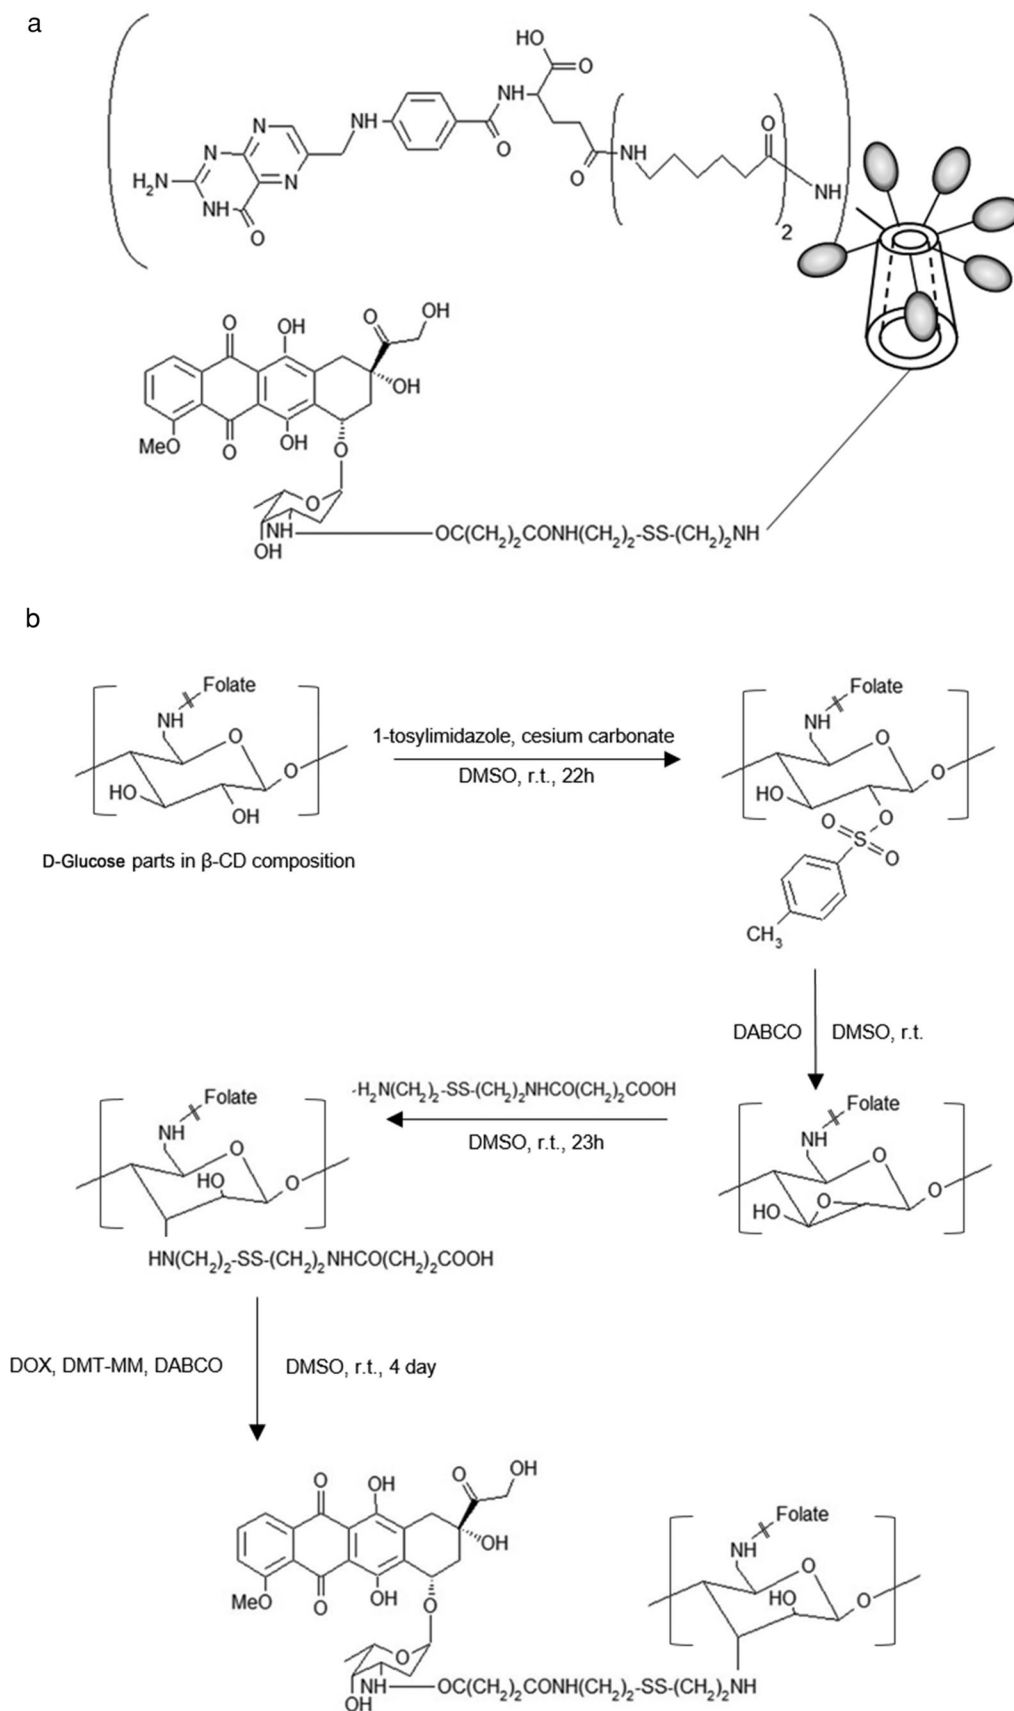 a
HO
O
NH
O
NH
O
N
N
N
N
H₂N
NH
O
O
NH
O
2
NH
O
OH
O
OH
OH
MeO
O
OH
O
O
NH
OH
OC(CH₂)₂CONH(CH₂)₂-SS-(CH₂)₂NH
b
Folate
NH
O
O
HO
OH
D-Glucose parts in β-CD composition
1-tosylimidazole, cesium carbonate
DMSO, r.t., 22h
Folate
NH
O
O
HO
O
O
S
O
CH₃
DABCO
DMSO, r.t.
Folate
NH
O
O
O
HO
-H₂N(CH₂)₂-SS-(CH₂)₂NHCO(CH₂)₂COOH
DMSO, r.t., 23h
Folate
NH
O
HO
O
HN(CH₂)₂-SS-(CH₂)₂NHCO(CH₂)₂COOH
DOX, DMT-MM, DABCO
DMSO, r.t., 4 day
O
OH
O
OH
OH
MeO
O
OH
O
O
NH
OH
OC(CH₂)₂CONH(CH₂)₂-SS-(CH₂)₂NH
Folate
NH
O
HO
O